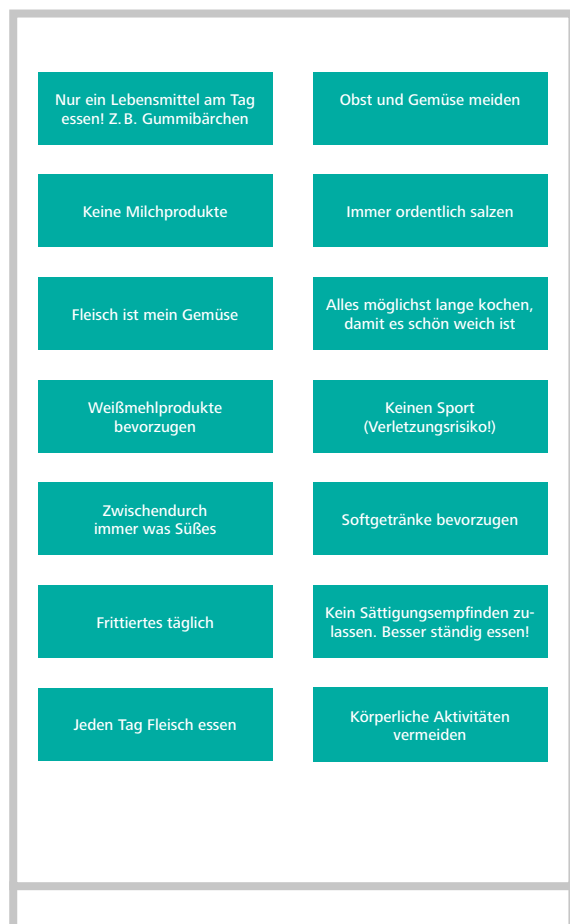 Nur ein Lebensmittel am Tag
essen! Z. B. Gummibärchen
Obst und Gemüse meiden
Keine Milchprodukte
Immer ordentlich salzen
Fleisch ist mein Gemüse
Alles möglichst lange kochen,
damit es schön weich ist
Weißmehlprodukte
bevorzugen
Keinen Sport
(Verletzungsrisiko!)
Zwischendurch
immer was Süßes
Softgetränke bevorzugen
Frittiertes täglich
Kein Sättigungsempfinden zu-
lassen. Besser ständig essen!
Jeden Tag Fleisch essen
Körperliche Aktivitäten
vermeiden